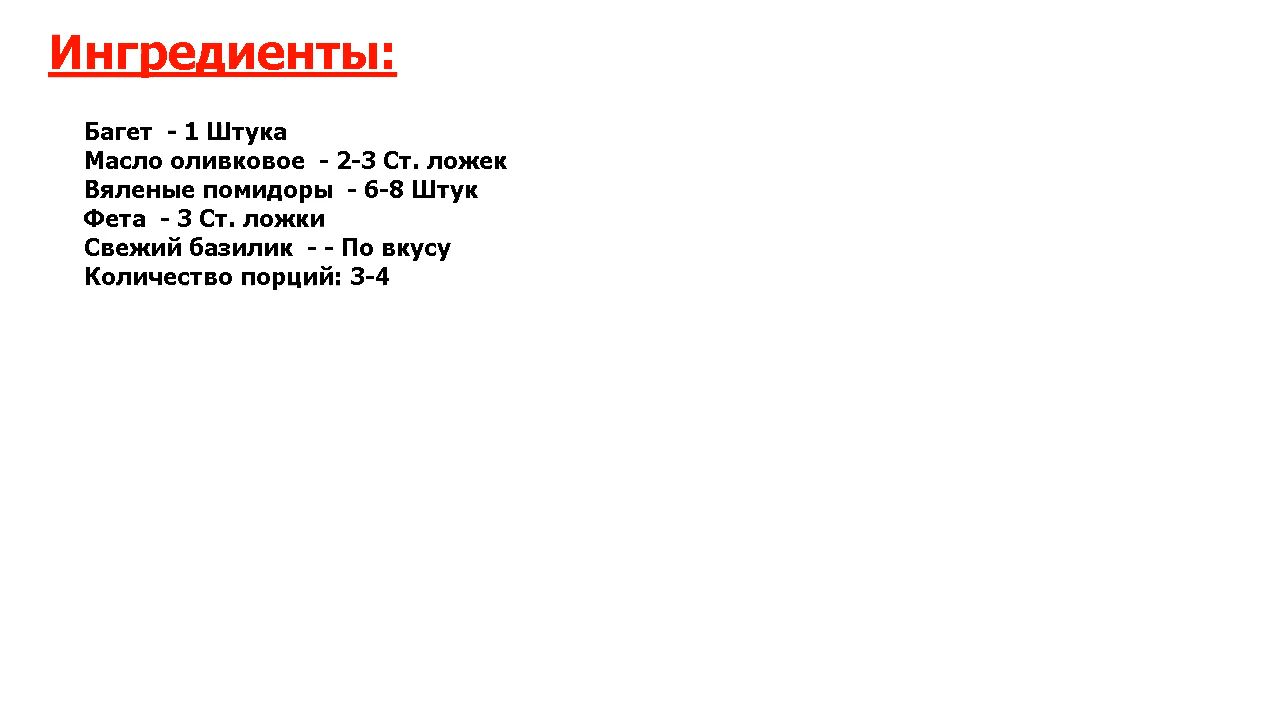 Ингредиенты:
Багет - 1 Штука
Масло оливковое - 2-3 Ст. ложек
Вяленые помидоры - 6-8 Штук
Фета - 3 Ст. ложки
Свежий базилик - - По вкусу
Количество порций: 3-4